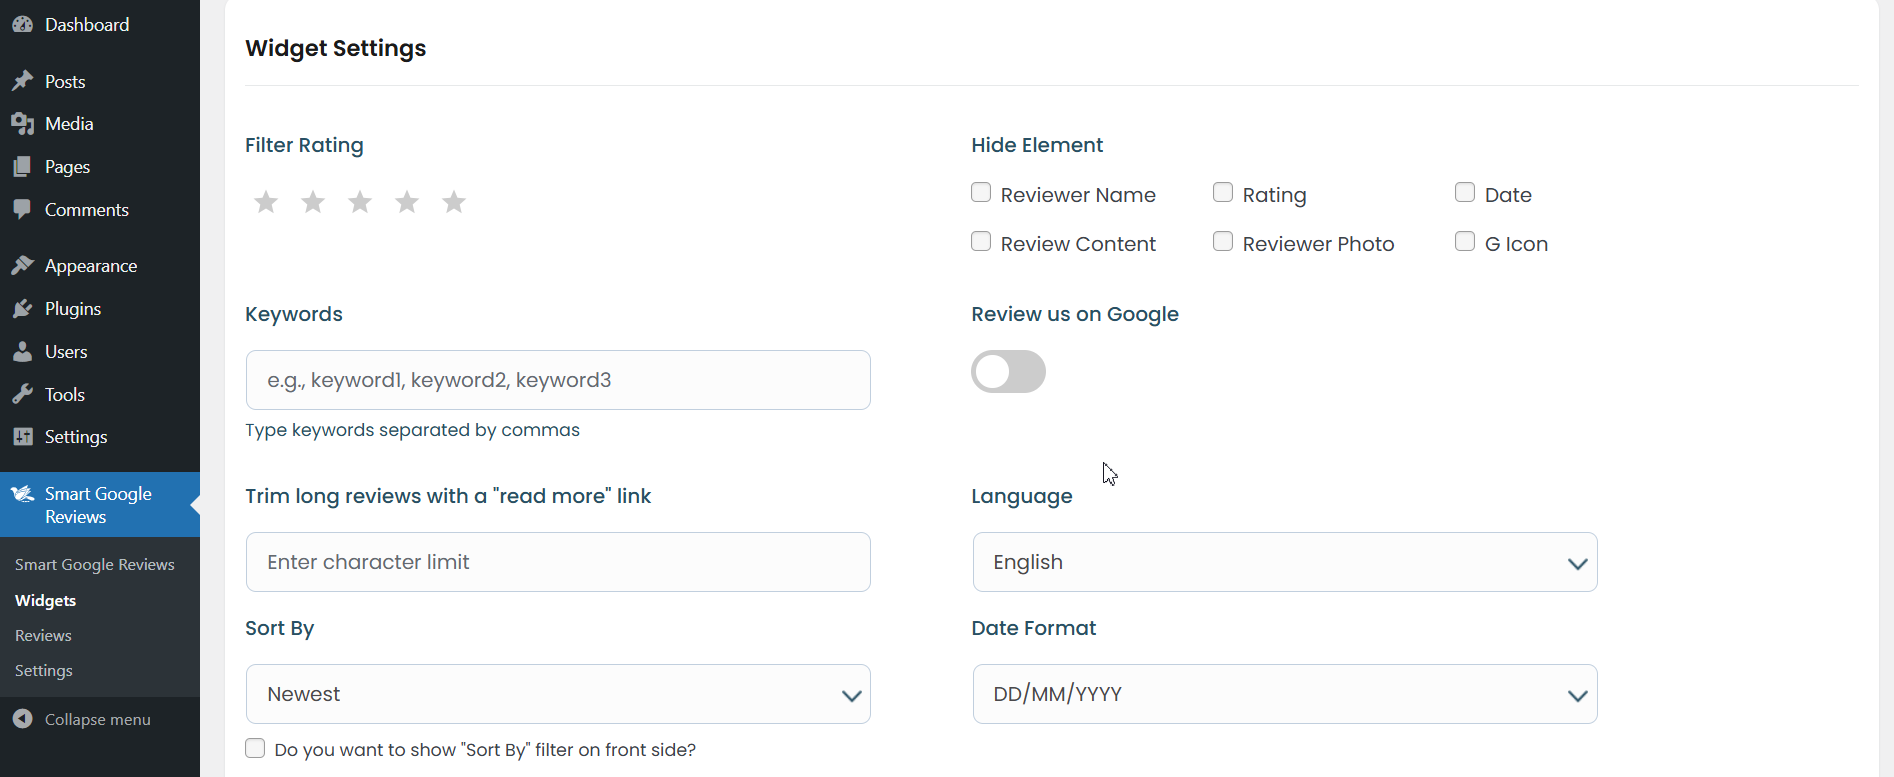 Dashboard
Posts
Media
Pages
Comments
Appearance
Plugins
Users
Tools
Settings
Smart Google
Reviews
Smart Google Reviews
Widgets
Reviews
Settings
Collapse menu
Widget Settings
Filter Rating
Hide Element
Reviewer Name
Rating
Date
Review Content
Reviewer Photo
G Icon
Keywords
e.g., keyword1, keyword2, keyword3
Type keywords separated by commas
Review us on Google
Trim long reviews with a "read more" link
Enter character limit
Language
English
Sort By
Newest
Do you want to show "Sort By" filter on front side?
Date Format
DD/MM/YYYY